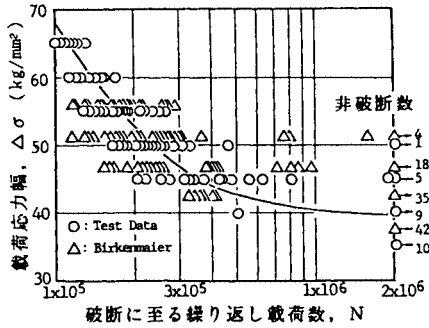 載荷応力幅, Δσ (kg/mm²)
70
60
50
40
30
非破断数
4
1
18
5
35
9
42
10
○: Test Data
△: Birkenmaier
1x10⁵
3x10⁵
1x10⁶
2x10⁶
破断に至る繰り返し載荷数, N